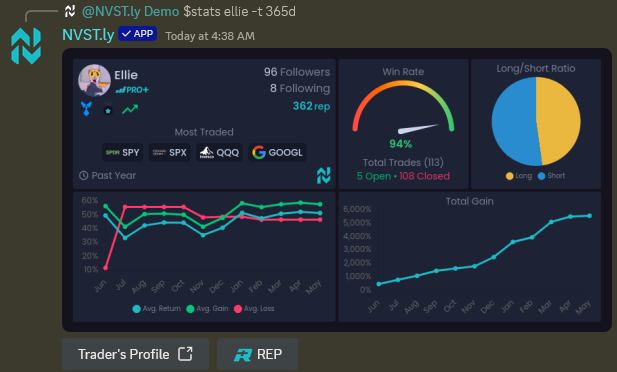 @NVST.ly Demo $stats ellie -t 365d
NVST.ly ✓ APP Today at 4:38 AM
Ellie
PRO+
96 Followers
8 Following
362 rep
Most Traded
SPDR SPY
SPX
QQQ
GOOGL
Past Year
Win Rate
94%
Total Trades (113)
5 Open • 108 Closed
Long/Short Ratio
Long Short
60%
50%
40%
30%
20%
10%
Jun Jul Aug Sep Oct Nov Dec Jan Feb Mar Apr May
Avg. Return Avg. Gain Avg. Loss
Total Gain
6,000%
5,000%
4,000%
3,000%
2,000%
1,000%
0%
Jun Jul Aug Sep Oct Nov Dec Jan Feb Mar Apr May
Trader's Profile
REP